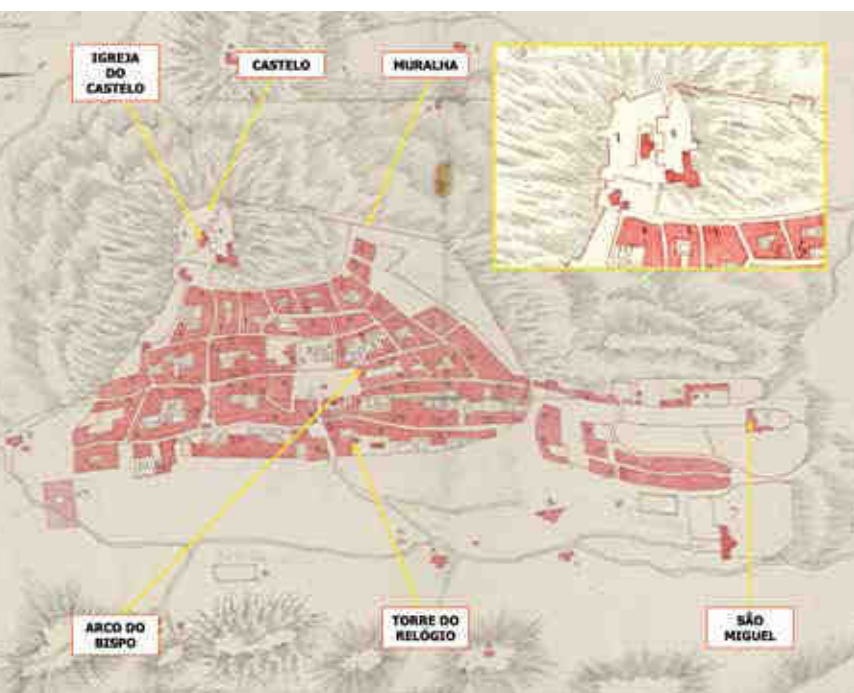 IGREJA
DO
CASTELO
CASTELO
MURALHA
ARCO DO
BISPO
TORRE DO
RELÓGIO
SÃO
MIGUEL